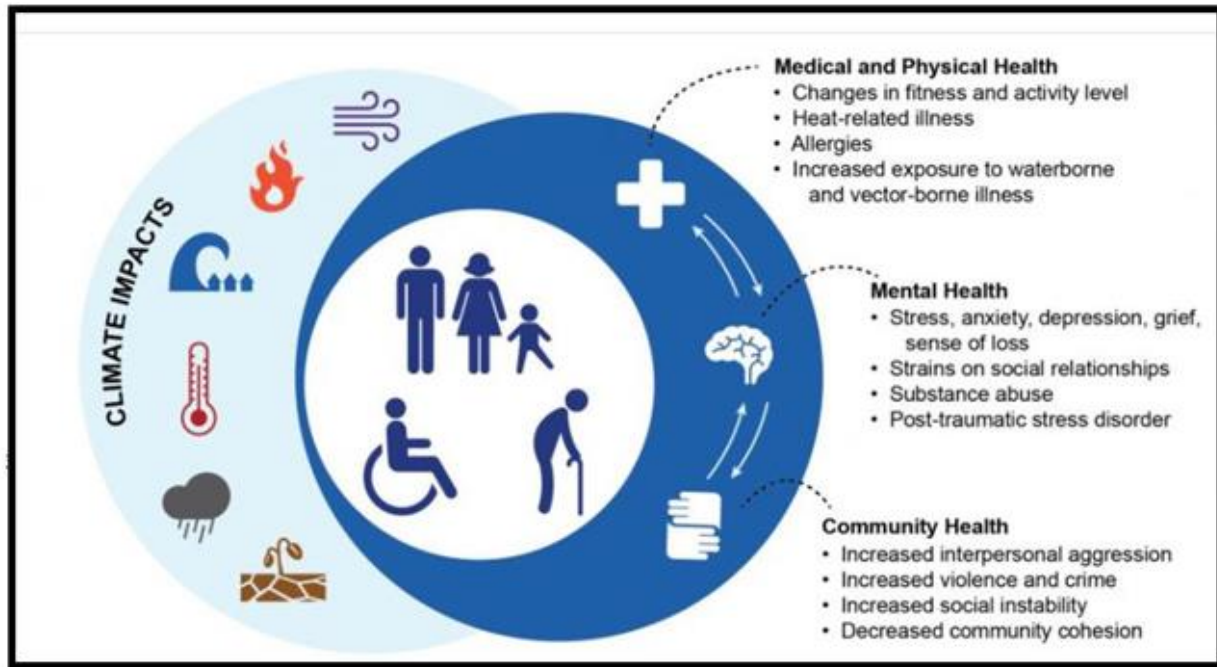 CLIMATE IMPACTS
Medical and Physical Health
• Changes in fitness and activity level
• Heat-related illness
• Allergies
• Increased exposure to waterborne
and vector-borne illness
Mental Health
• Stress, anxiety, depression, grief,
sense of loss
• Strains on social relationships
• Substance abuse
• Post-traumatic stress disorder
Community Health
• Increased interpersonal aggression
• Increased violence and crime
• Increased social instability
• Decreased community cohesion